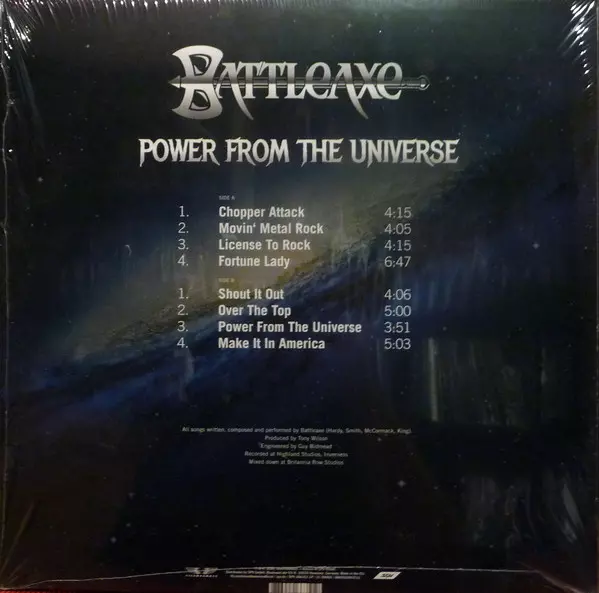 BATTLEAXE
POWER FROM THE UNIVERSE
SIDE A
1. Chopper Attack 4:15
2. Movin' Metal Rock 4:05
3. License To Rock 4:15
4. Fortune Lady 6:47
SIDE B
1. Shout It Out 4:06
2. Over The Top 5:00
3. Power From The Universe 3:51
4. Make It In America 5:03
All songs written, composed and performed by Battleaxe (Hardy, Smith, McCormack, King).
Produced by Tony Wilson
Engineered by Guy Bidmead
Recorded at Highland Studios, Inverness
Mixed down at Britannia Row Studios